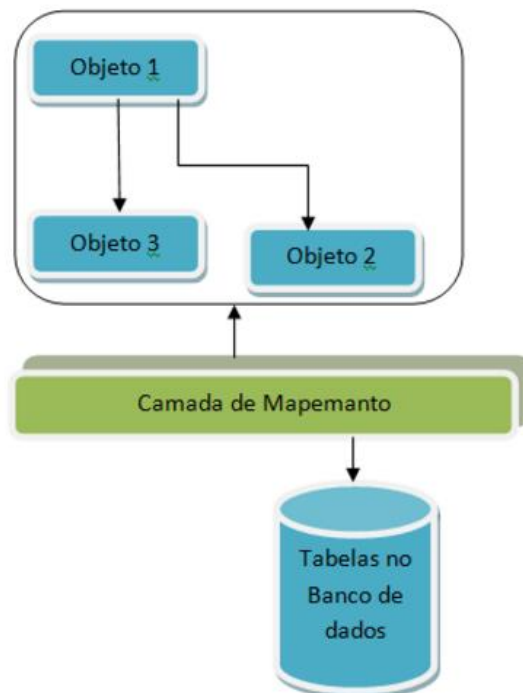 Objeto 1
Objeto 3
Objeto 2
Camada de Mapemanto
Tabelas no
Banco de
dados